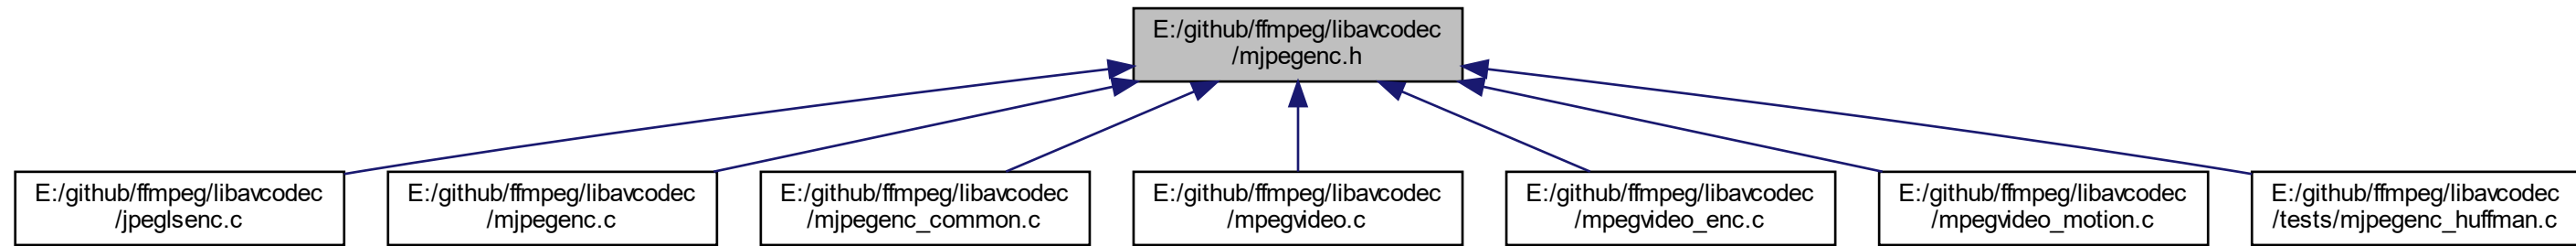 E:/github/ffmpeg/libavcodec
/mjpegenc.h
E:/github/ffmpeg/libavcodec
/jpeglsenc.c
E:/github/ffmpeg/libavcodec
/mjpegenc.c
E:/github/ffmpeg/libavcodec
/mjpegenc_common.c
E:/github/ffmpeg/libavcodec
/mpegvideo.c
E:/github/ffmpeg/libavcodec
/mpegvideo_enc.c
E:/github/ffmpeg/libavcodec
/mpegvideo_motion.c
E:/github/ffmpeg/libavcodec
/tests/mjpegenc_huffman.c